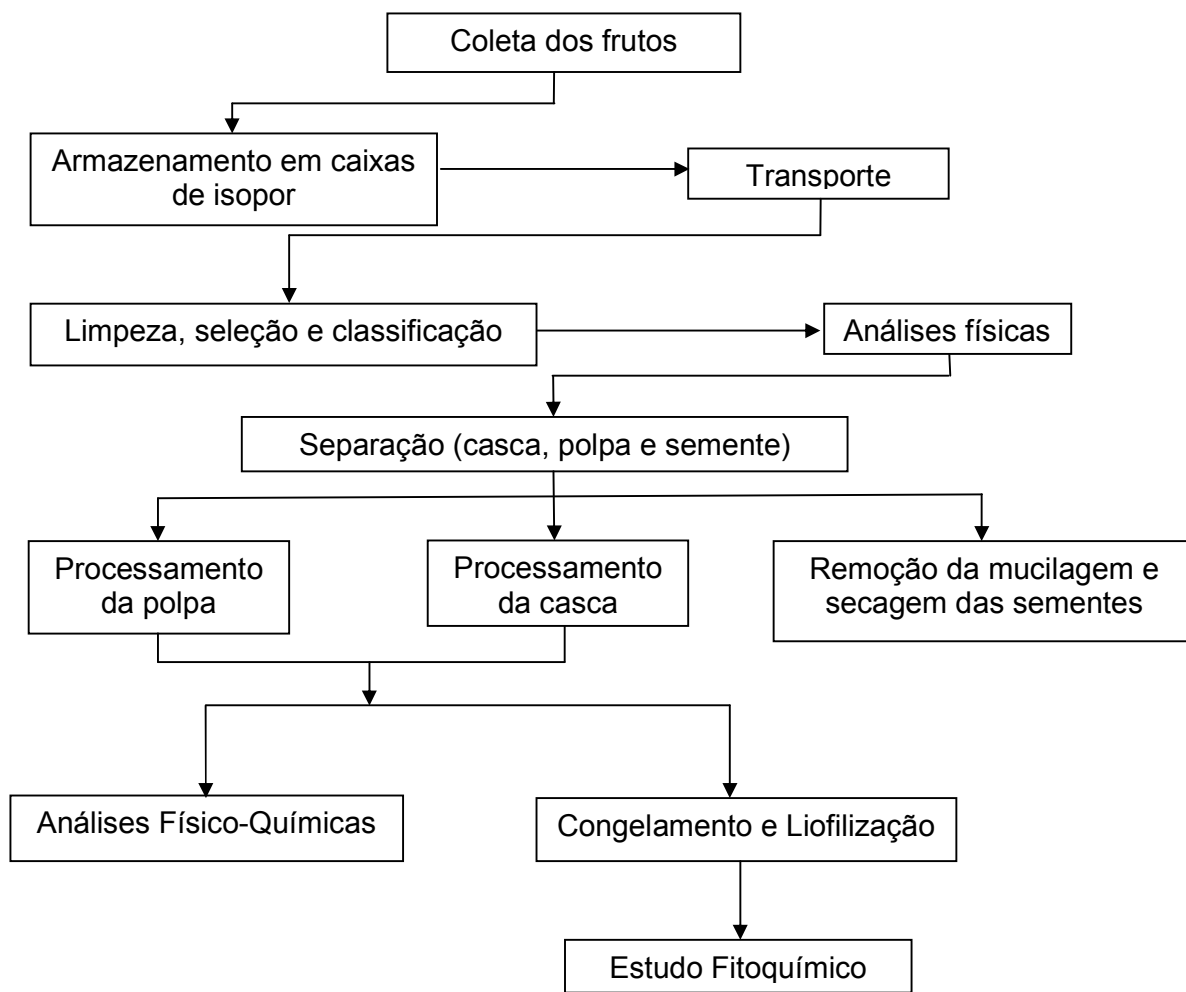 Coleta dos frutos
Armazenamento em caixas
de isopor
Transporte
Limpeza, seleção e classificação
Análises físicas
Separação (casca, polpa e semente)
Processamento
da polpa
Processamento
da casca
Remoção da mucilagem e
secagem das sementes
Análises Físico-Químicas
Congelamento e Liofilização
Estudo Fitoquímico